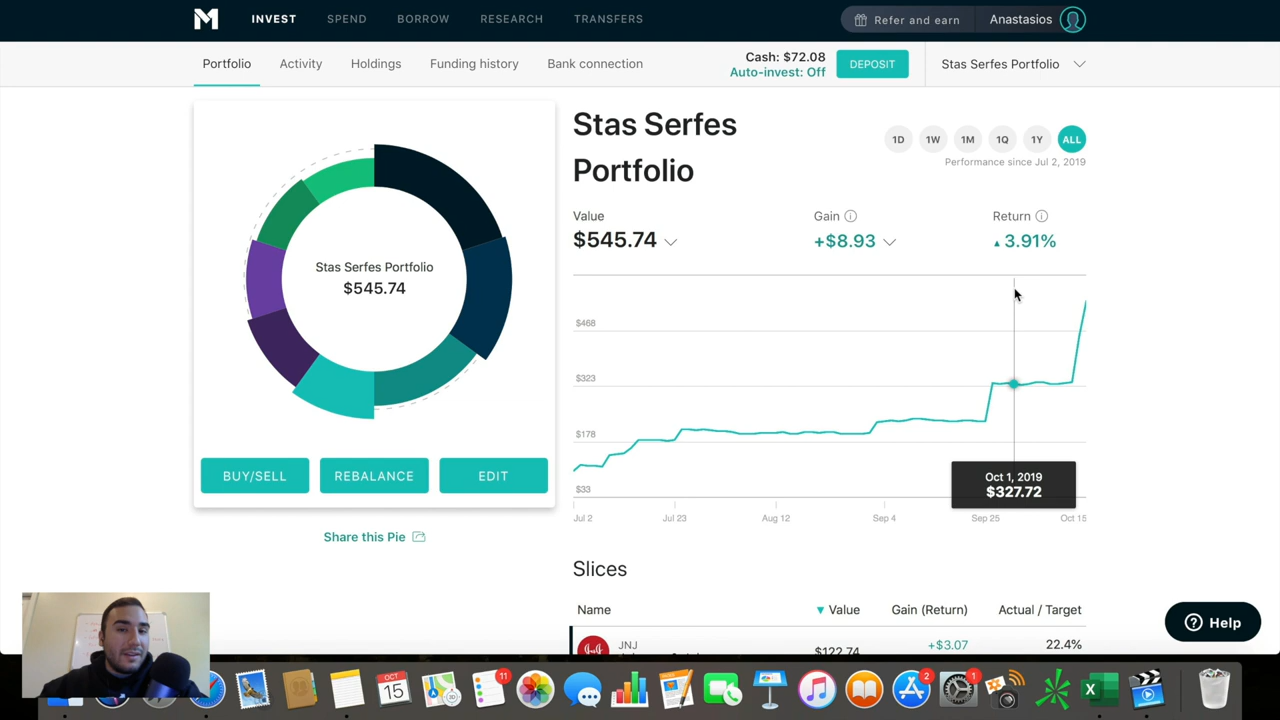 INVEST SPEND BORROW RESEARCH TRANSFERS Refer and earn Anastasios
Portfolio Activity Holdings Funding history Bank connection Cash: $72.08 DEPOSIT Stas Serfes Portfolio
Auto-invest: Off
Stas Serfes
Portfolio
1D 1W 1M 1Q 1Y ALL
Performance since Jul 2, 2019
Value Gain Return
$545.74 +$8.93 3.91%
Stas Serfes Portfolio
$545.74
$468
$323
$178
$33
Oct 1, 2019
$327.72
Jul 2 Jul 23 Aug 12 Sep 4 Sep 25 Oct 15
BUY/SELL REBALANCE EDIT
Share this Pie
Slices
Name Value Gain (Return) Actual / Target
JNJ +$3.07 22.4%
$122.74
Help
11
OCT
15
2
1